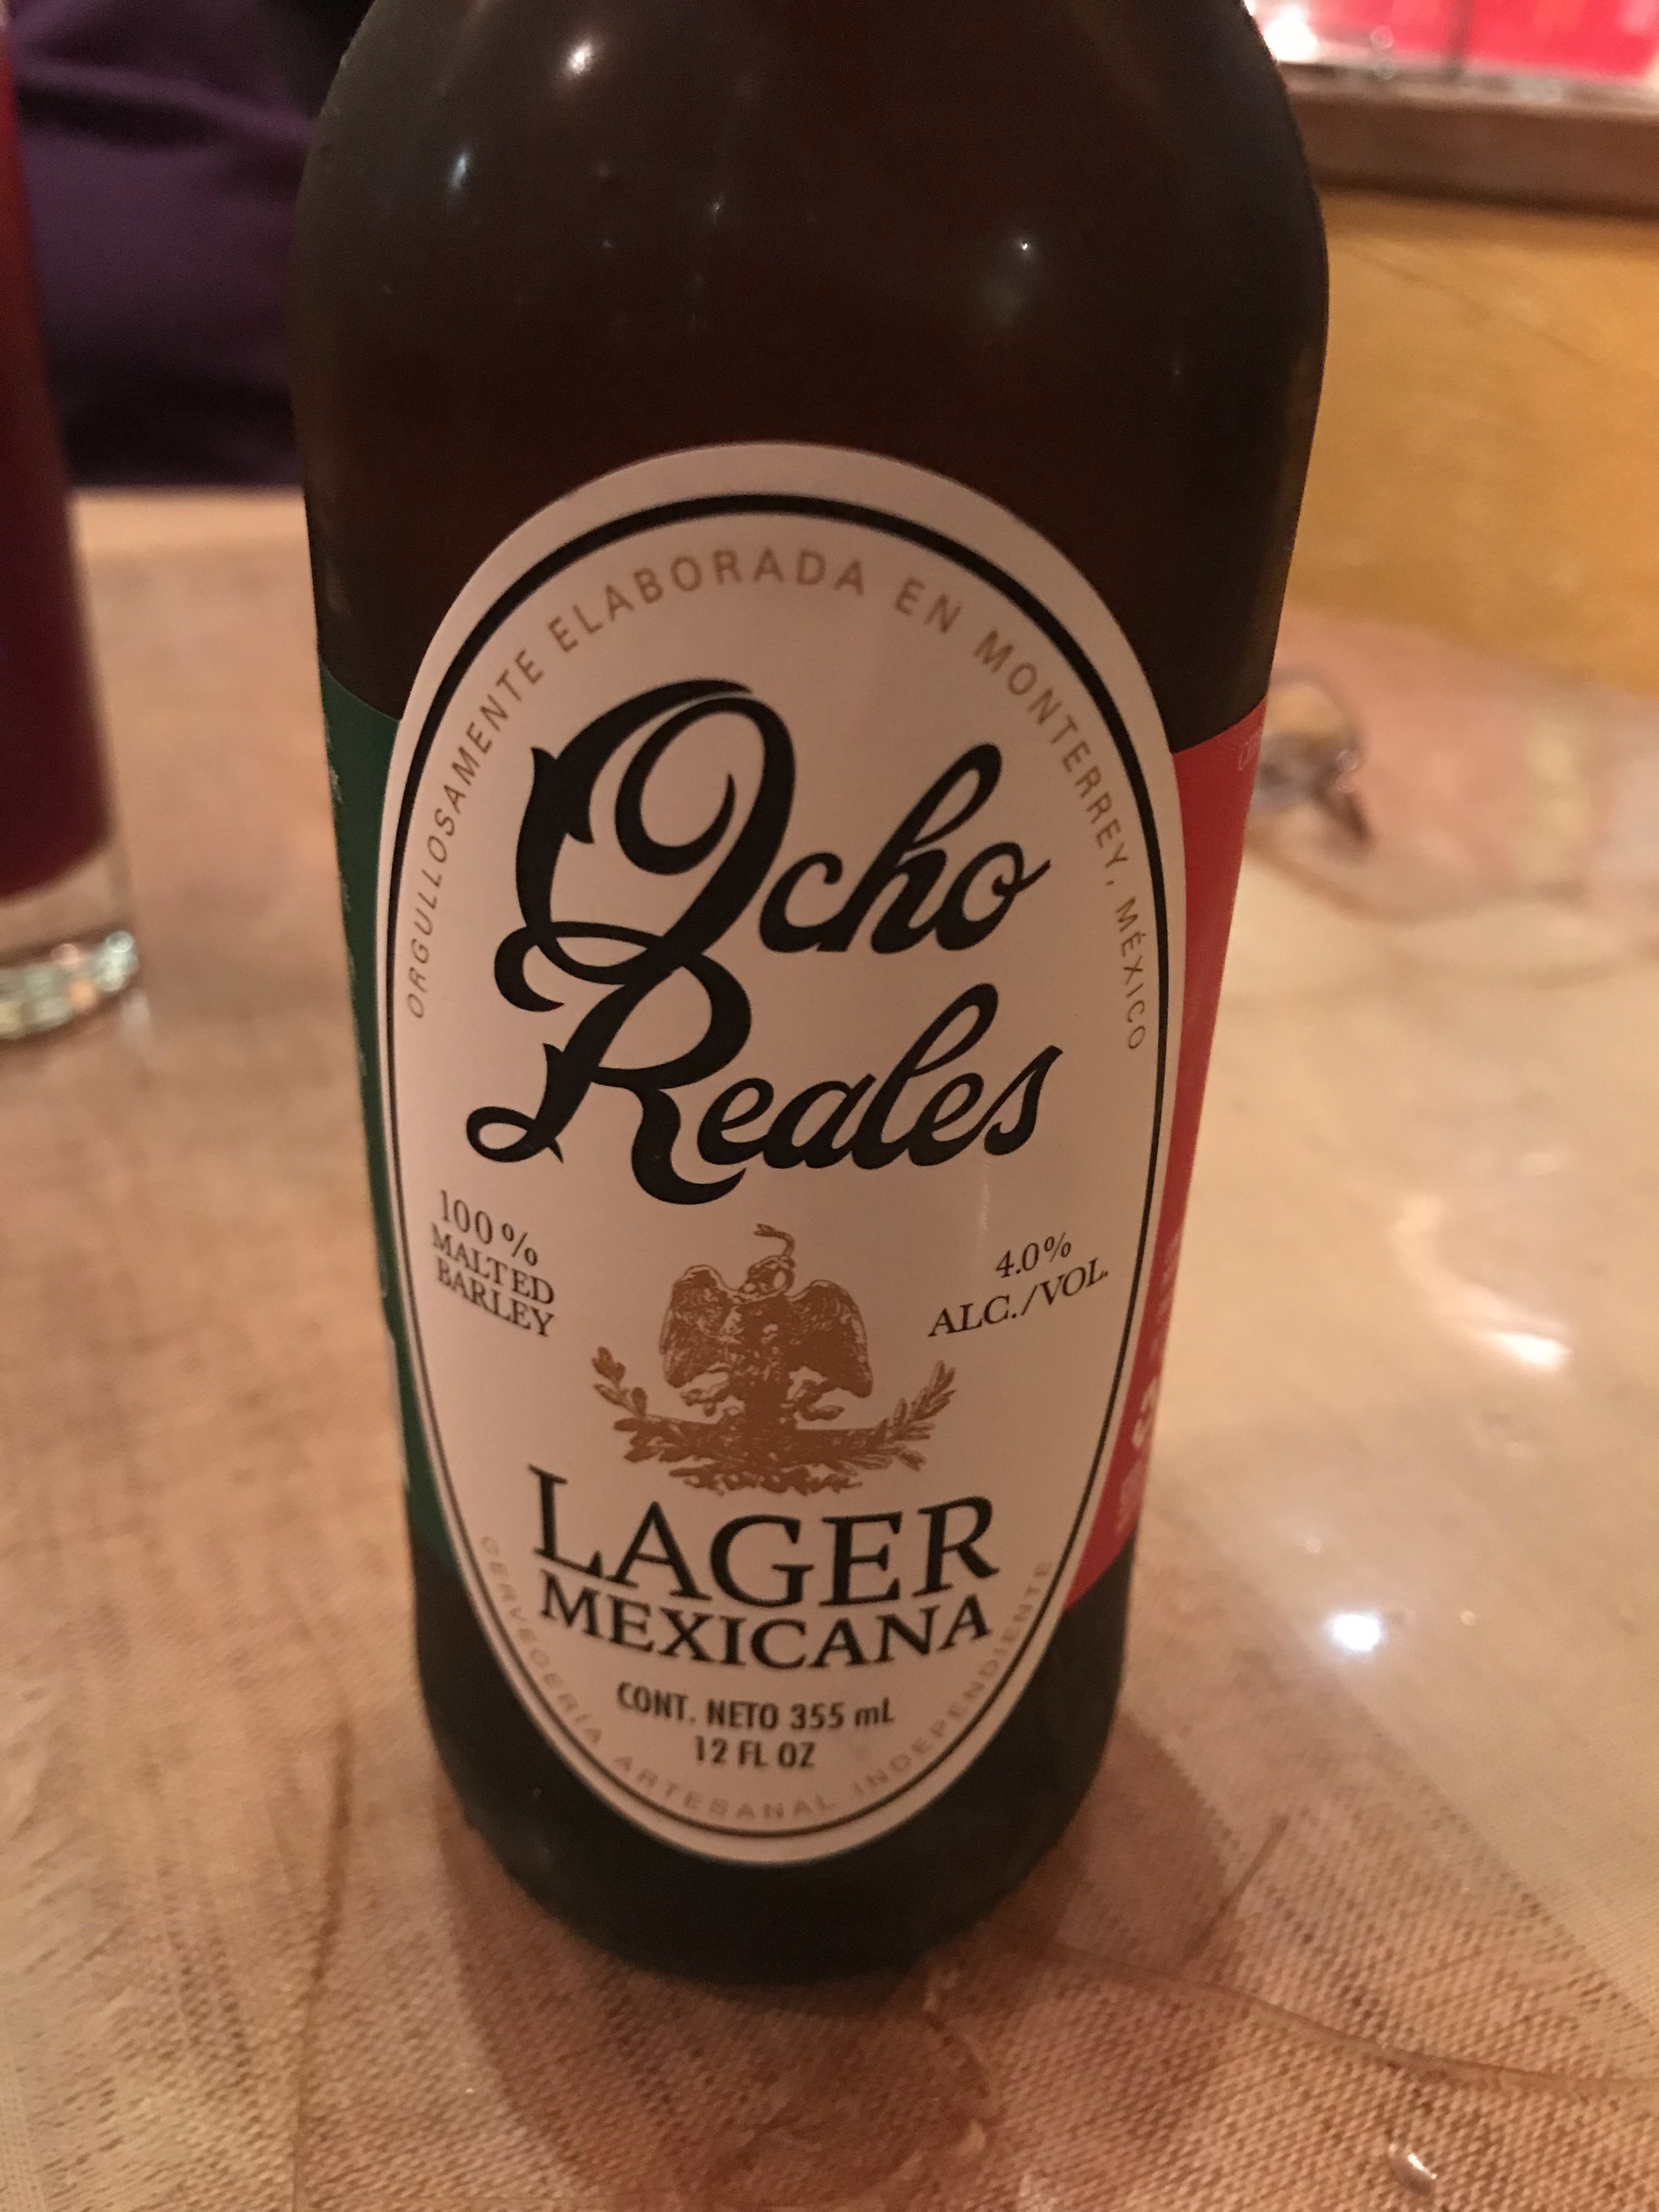 ORGULLOSAMENTE ELABORADA EN MONTERREY, MÉXICO
Ocho
Reales
100%
MALTED
BARLEY
4.0%
ALC./VOL.
LAGER
MEXICANA
CONT. NETO 355 mL
12 FL OZ
CERVECERÍA ARTESANAL INDEPENDIENTE